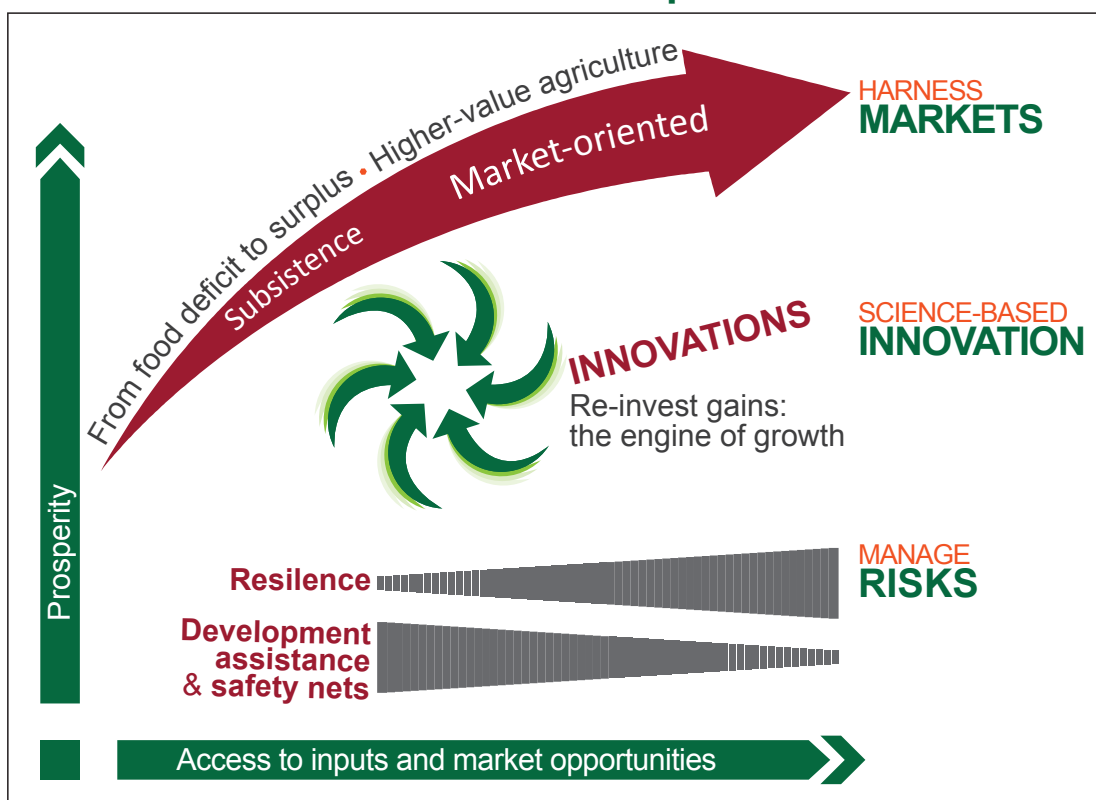 From food deficit to surplus • Higher-value agriculture
Subsistence
Market-oriented
HARNESS
MARKETS
INNOVATIONS
Re-invest gains:
the engine of growth
SCIENCE-BASED
INNOVATION
Prosperity
Resilence
MANAGE
RISKS
Development
assistance
& safety nets
Access to inputs and market opportunities